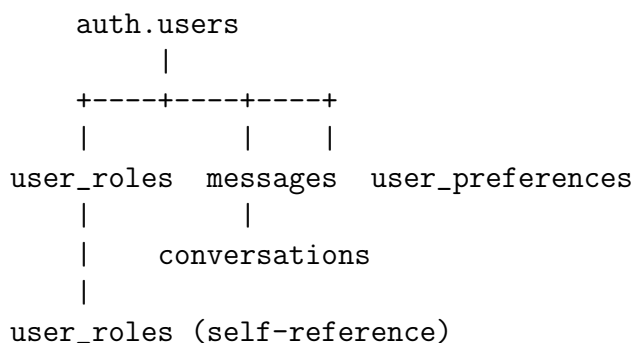 auth.users
|
+----+----+----+
| | |
user_roles messages user_preferences
| |
| conversations
|
user_roles (self-reference)